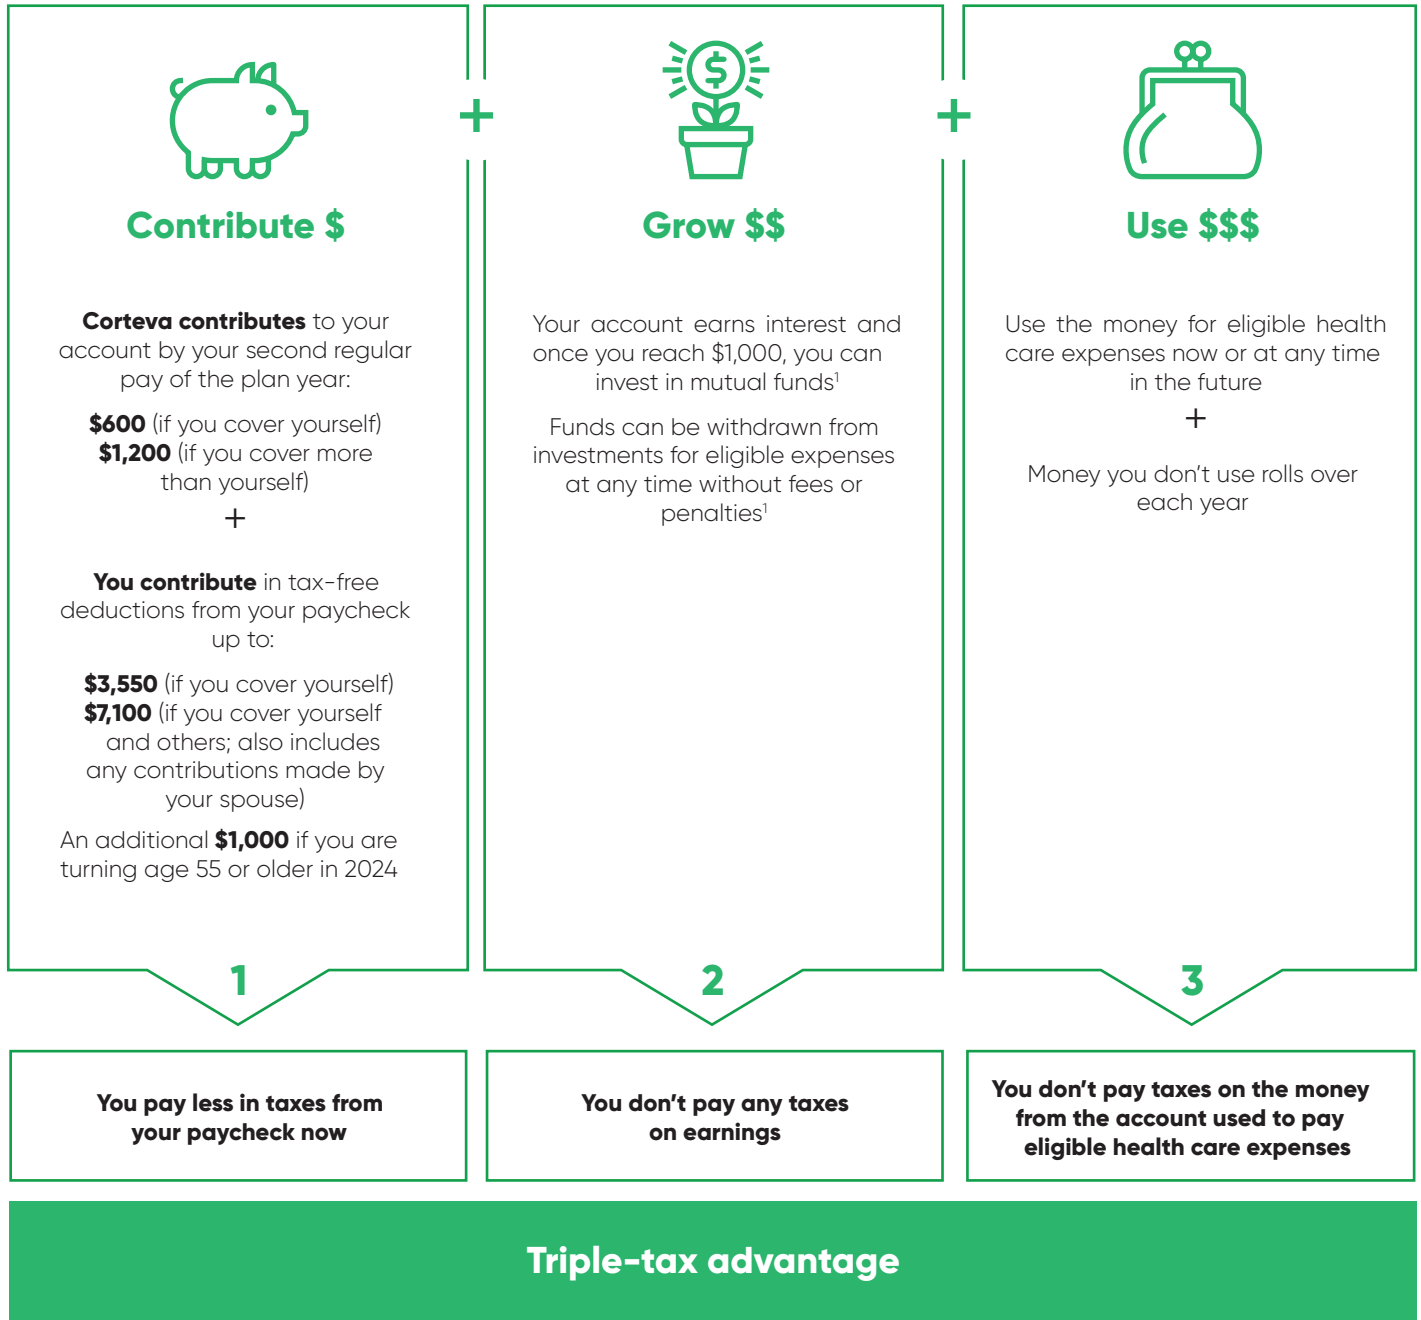 Contribute $
Corteva contributes to your
account by your second regular
pay of the plan year:
$600 (if you cover yourself)
$1,200 (if you cover more
than yourself)
+
You contribute in tax-free
deductions from your paycheck
up to:
$3,550 (if you cover yourself)
$7,100 (if you cover yourself
and others; also includes
any contributions made by
your spouse)
An additional $1,000 if you are
turning age 55 or older in 2024
1
You pay less in taxes from
your paycheck now
+
Grow $$
Your account earns interest and
once you reach $1,000, you can
invest in mutual funds¹
Funds can be withdrawn from
investments for eligible expenses
at any time without fees or
penalties¹
2
You don’t pay any taxes
on earnings
+
Use $$$
Use the money for eligible health
care expenses now or at any time
in the future
+
Money you don’t use rolls over
each year
3
You don’t pay taxes on the money
from the account used to pay
eligible health care expenses
Triple-tax advantage